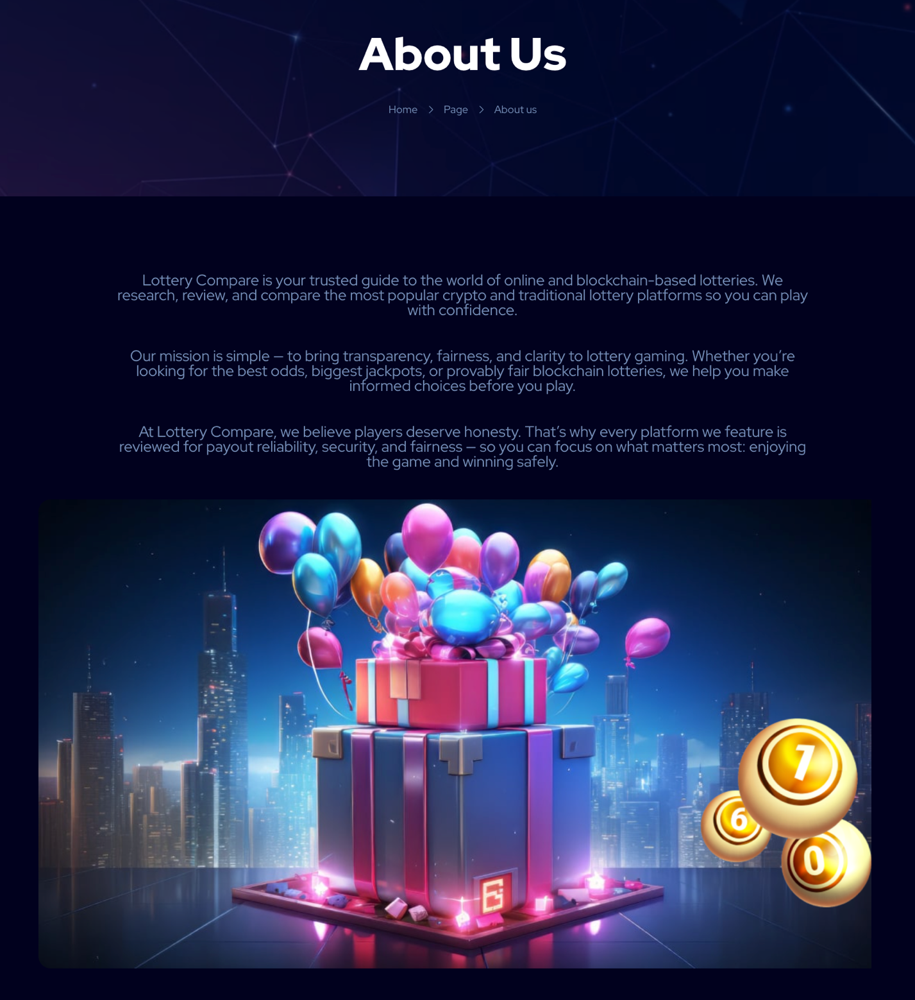 About Us
Home > Page > About us
Lottery Compare is your trusted guide to the world of online and blockchain-based lotteries. We
research, review, and compare the most popular crypto and traditional lottery platforms so you can play
with confidence.
Our mission is simple – to bring transparency, fairness, and clarity to lottery gaming. Whether you’re
looking for the best odds, biggest jackpots, or provably fair blockchain lotteries, we help you make
informed choices before you play.
At Lottery Compare, we believe players deserve honesty. That’s why every platform we feature is
reviewed for payout reliability, security, and fairness – so you can focus on what matters most: enjoying
the game and winning safely.
7
6
0